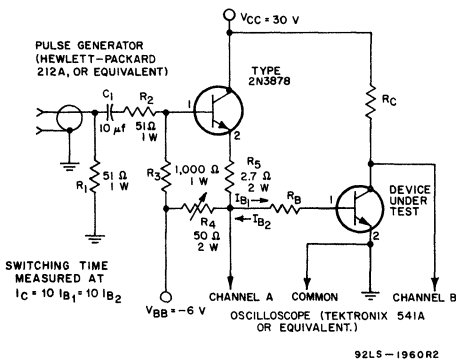 VCC = 30 V
PULSE GENERATOR
(HEWLETT-PACKARD
212A, OR EQUIVALENT)
TYPE
2N3878
C1
10 µf
R2
51 Ω
1 W
1
2
RC
R1
51 Ω
1 W
R3
1,000 Ω
1 W
R5
2.7 Ω
2 W
IB1
IB2
RB
R4
50 Ω
2 W
1
2
DEVICE
UNDER
TEST
SWITCHING TIME
MEASURED AT
IC = 10 IB1 = 10 IB2
VBB = −6 V
CHANNEL A
COMMON
CHANNEL B
OSCILLOSCOPE (TEKTRONIX 541A
OR EQUIVALENT.)
92LS-1960R2